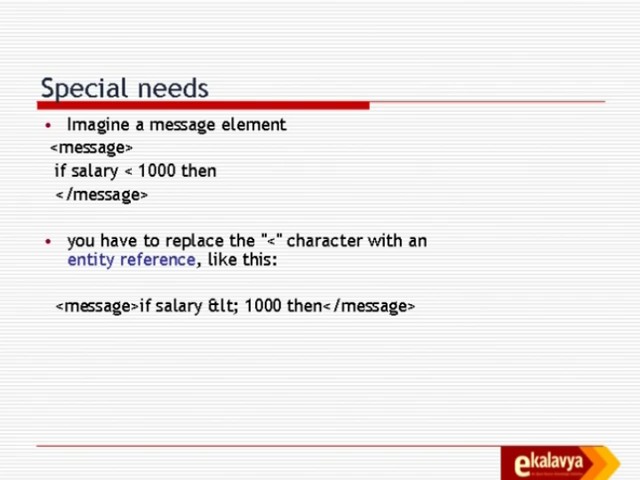 Special needs
• Imagine a message element
<message>
if salary < 1000 then
</message>
• you have to replace the "<" character with an
entity reference, like this:
<message>if salary &lt; 1000 then</message>
ekalavya